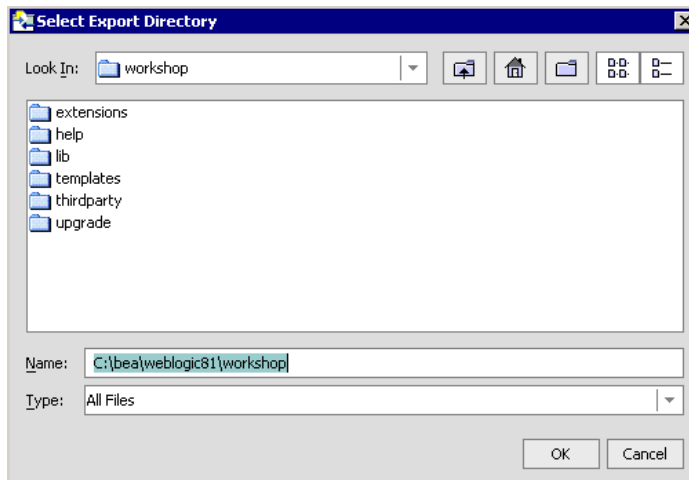 Select Export Directory
Look In: workshop
extensions
help
lib
templates
thirdparty
upgrade
Name: C:\bea\weblogic81\workshop
Type: All Files
OK Cancel